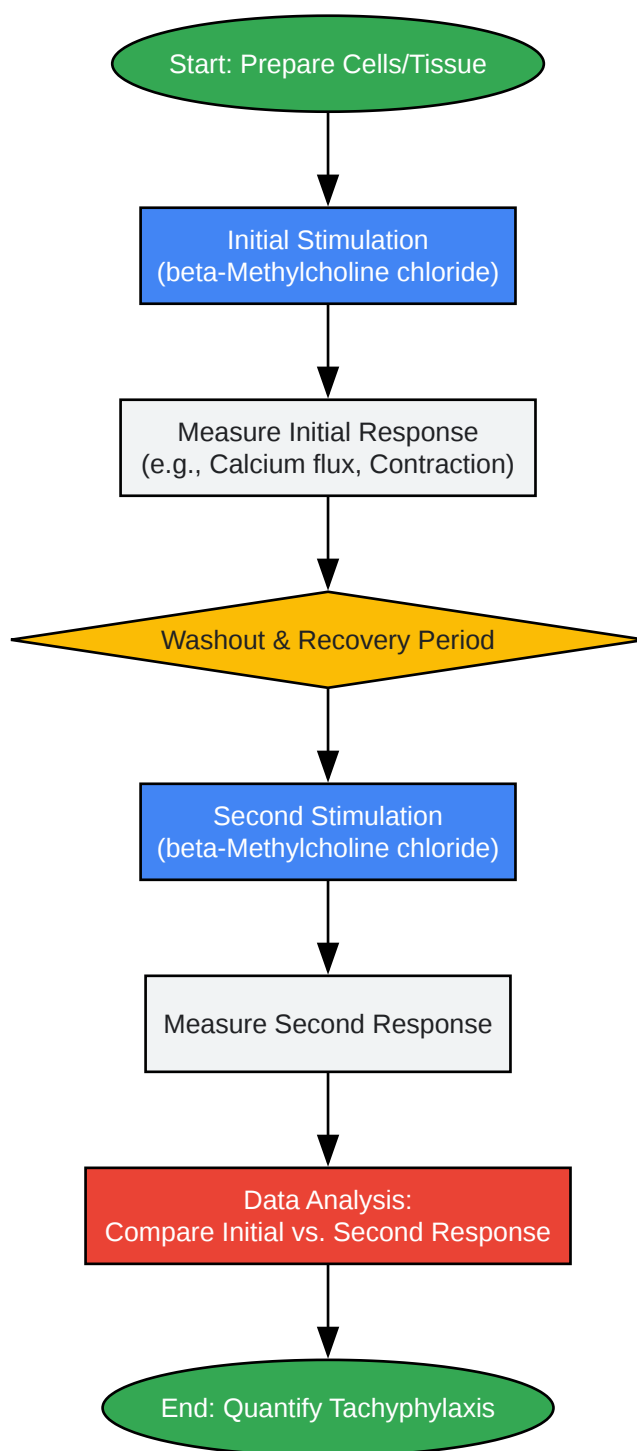 Start: Prepare Cells/Tissue
Initial Stimulation
(beta-Methylcholine chloride)
Measure Initial Response
(e.g., Calcium flux, Contraction)
Washout & Recovery Period
Second Stimulation
(beta-Methylcholine chloride)
Measure Second Response
Data Analysis:
Compare Initial vs. Second Response
End: Quantify Tachyphylaxis